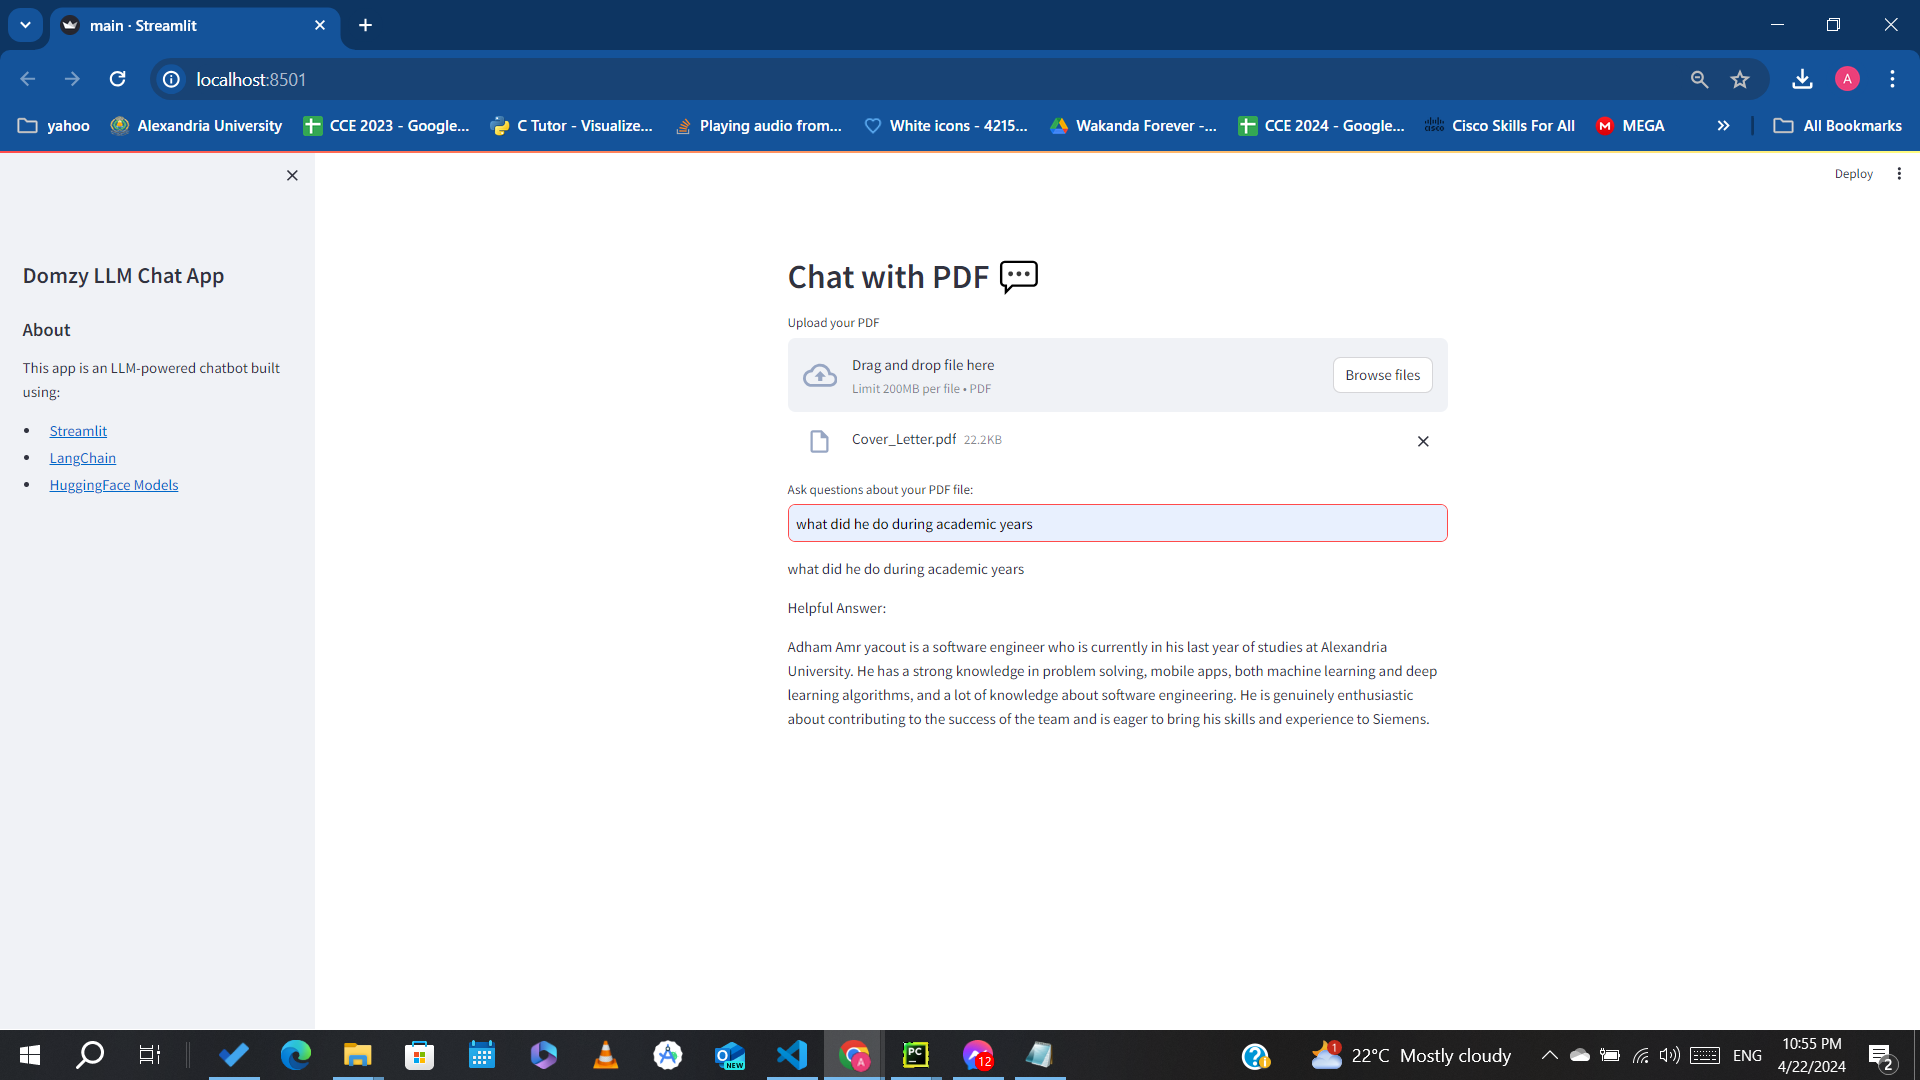 main · Streamlit
localhost:8501
A
yahoo
Alexandria University
CCE 2023 - Google...
C Tutor - Visualize...
Playing audio from...
White icons - 4215...
Wakanda Forever -...
CCE 2024 - Google...
Cisco Skills For All
MEGA
All Bookmarks
Deploy
Domzy LLM Chat App
About
This app is an LLM-powered chatbot built
using:
Streamlit
LangChain
HuggingFace Models
Chat with PDF
Upload your PDF
Drag and drop file here
Limit 200MB per file • PDF
Browse files
Cover_Letter.pdf 22.2KB
Ask questions about your PDF file:
what did he do during academic years
what did he do during academic years
Helpful Answer:
Adham Amr yacout is a software engineer who is currently in his last year of studies at Alexandria
University. He has a strong knowledge in problem solving, mobile apps, both machine learning and deep
learning algorithms, and a lot of knowledge about software engineering. He is genuinely enthusiastic
about contributing to the success of the team and is eager to bring his skills and experience to Siemens.
NEW
A
PC
12
1
22°C Mostly cloudy
ENG
10:55 PM
4/22/2024
2